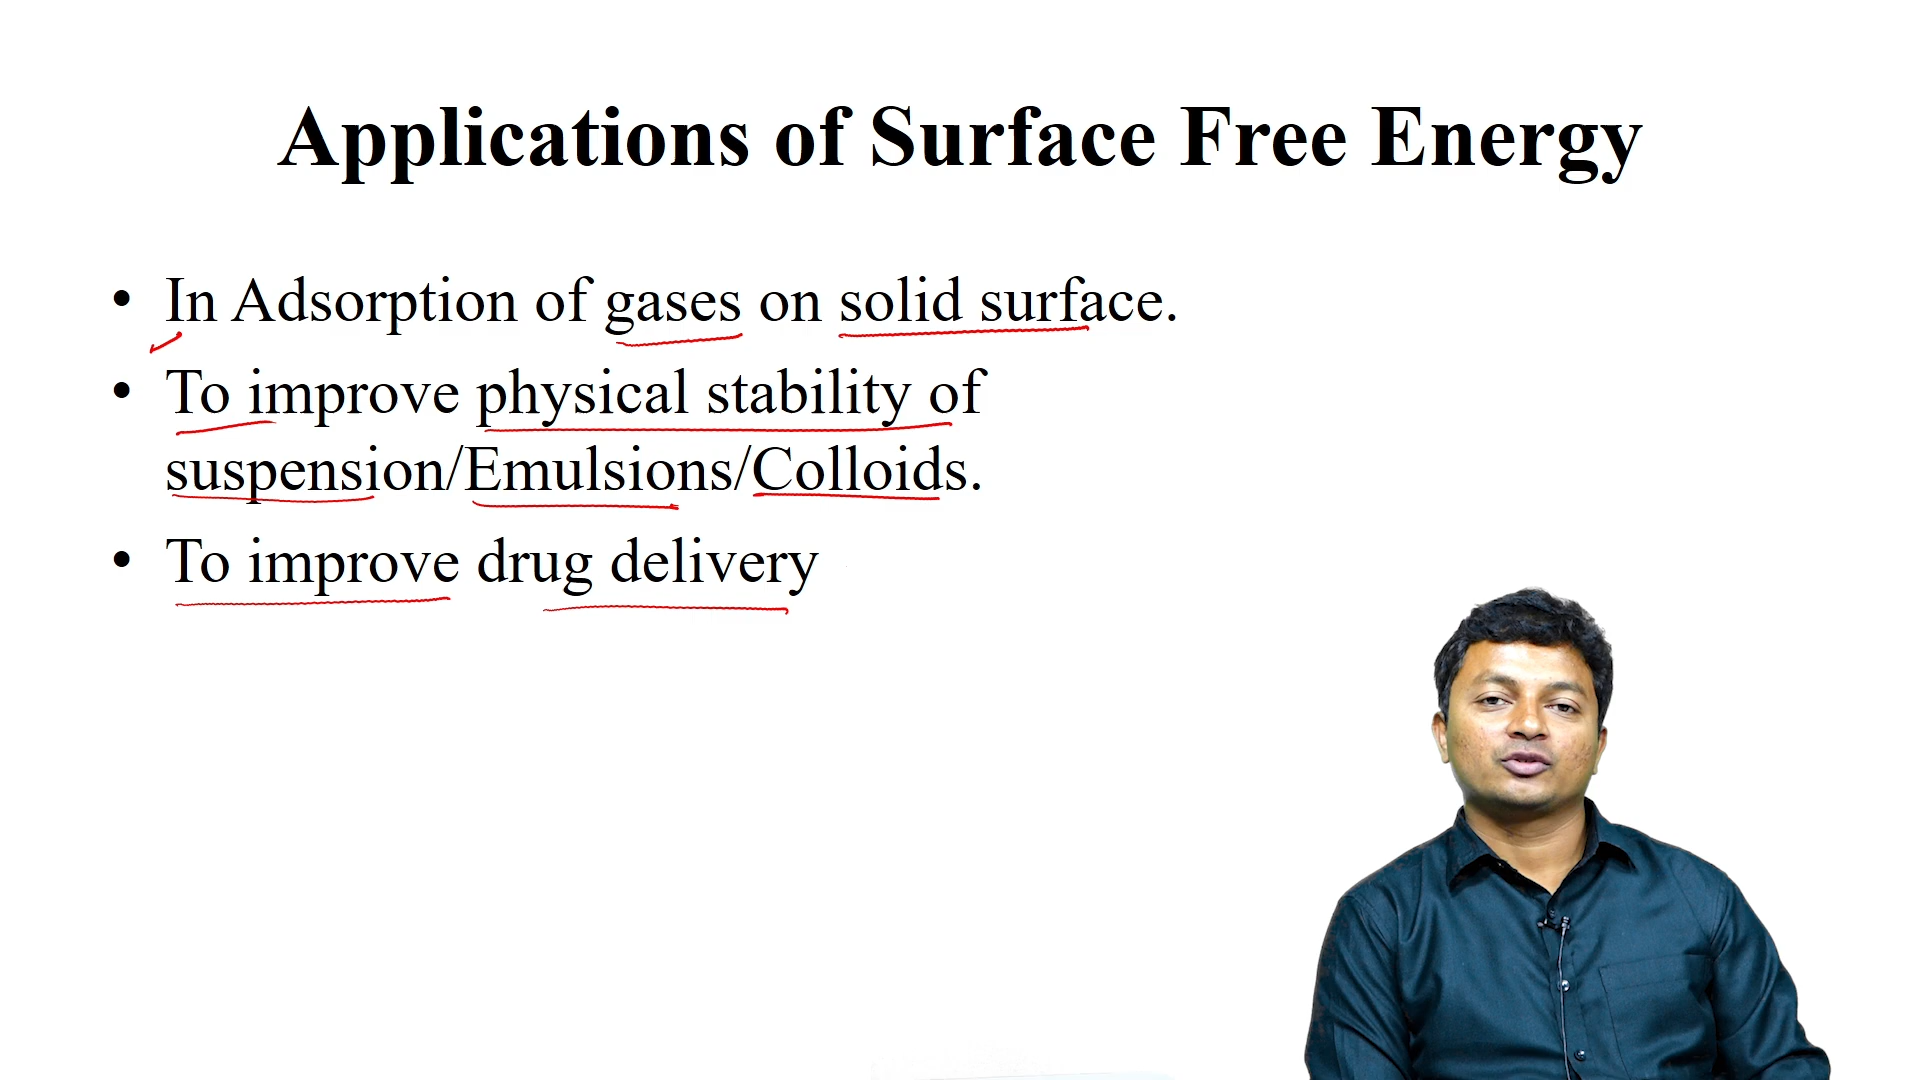 Applications of Surface Free Energy
• In Adsorption of gases on solid surface.
• To improve physical stability of
suspension/Emulsions/Colloids.
• To improve drug delivery